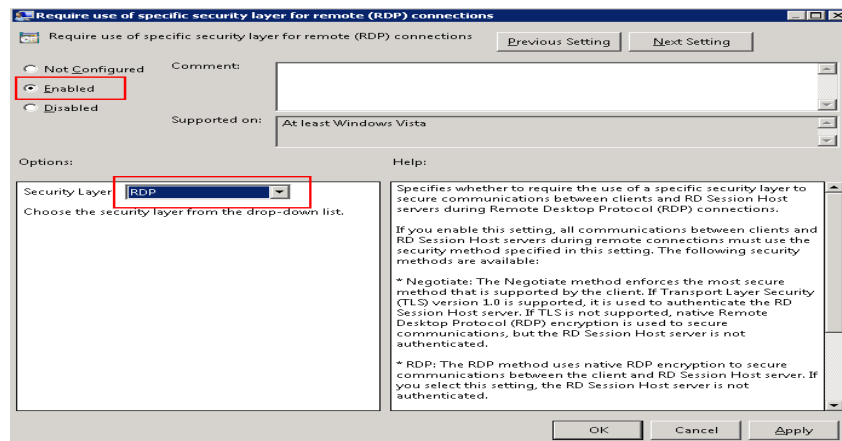 Require use of specific security layer for remote (RDP) connections
Require use of specific security layer for remote (RDP) connections
Previous Setting
Next Setting
Not Configured
Comment:
Enabled
Disabled
Supported on:
At least Windows Vista
Options:
Help:
Security Layer
RDP
Choose the security layer from the drop-down list.
Specifies whether to require the use of a specific security layer to
secure communications between clients and RD Session Host
servers during Remote Desktop Protocol (RDP) connections.
If you enable this setting, all communications between clients and
RD Session Host servers during remote connections must use the
security method specified in this setting. The following security
methods are available:
* Negotiate: The Negotiate method enforces the most secure
method that is supported by the client. If Transport Layer Security
(TLS) version 1.0 is supported, it is used to authenticate the RD
Session Host server. If TLS is not supported, native Remote
Desktop Protocol (RDP) encryption is used to secure
communications, but the RD Session Host server is not
authenticated.
* RDP: The RDP method uses native RDP encryption to secure
communications between the client and RD Session Host server. If
you select this setting, the RD Session Host server is not
authenticated.
OK
Cancel
Apply